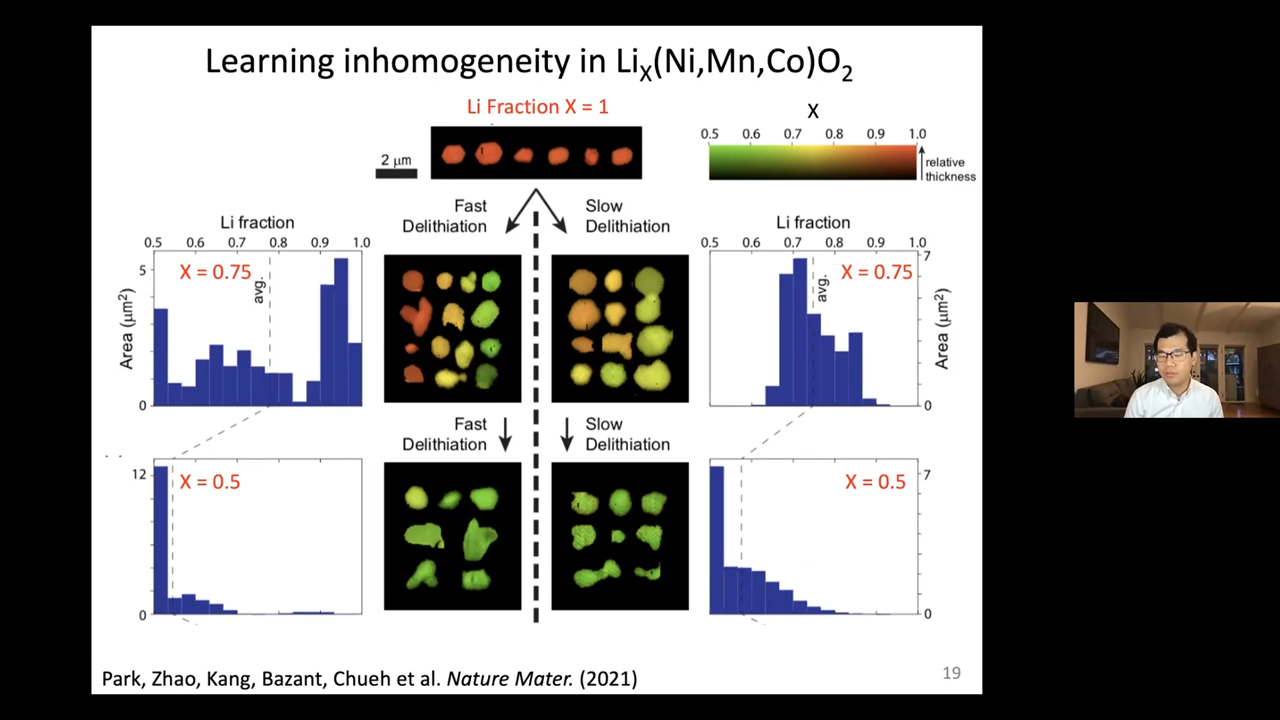 Learning inhomogeneity in LiX(Ni,Mn,Co)O2
Li Fraction X = 1
X
0.5 0.6 0.7 0.8 0.9 1.0
relative
thickness
2 μm
Fast
Delithiation
Slow
Delithiation
Li fraction
0.5 0.6 0.7 0.8 0.9 1.0
X = 0.75
avg.
Area (μm2)
5
0
Li fraction
0.5 0.6 0.7 0.8 0.9 1.0
X = 0.75
avg.
Area (μm2)
7
0
Fast
Delithiation
Slow
Delithiation
12
X = 0.5
0
X = 0.5
7
0
Park, Zhao, Kang, Bazant, Chueh et al. Nature Mater. (2021)
19